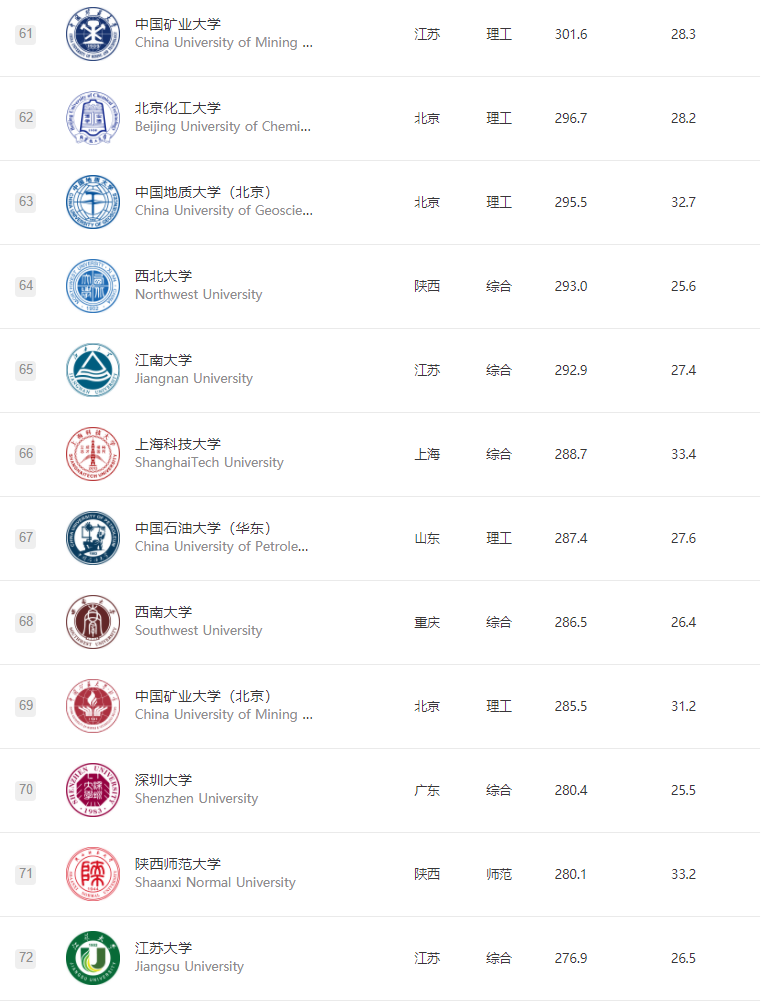 61
中国矿业大学
China University of Mining ...
江苏 理工 301.6 28.3
62
北京化工大学
Beijing University of Chemi...
北京 理工 296.7 28.2
63
中国地质大学（北京）
China University of Geoscie...
北京 理工 295.5 32.7
64
西北大学
Northwest University
陕西 综合 293.0 25.6
65
江南大学
Jiangnan University
江苏 综合 292.9 27.4
66
上海科技大学
ShanghaiTech University
上海 综合 288.7 33.4
67
中国石油大学（华东）
China University of Petrole...
山东 理工 287.4 27.6
68
西南大学
Southwest University
重庆 综合 286.5 26.4
69
中国矿业大学（北京）
China University of Mining ...
北京 理工 285.5 31.2
70
深圳大学
Shenzhen University
广东 综合 280.4 25.5
71
陕西师范大学
Shaanxi Normal University
陕西 师范 280.1 33.2
72
江苏大学
Jiangsu University
江苏 综合 276.9 26.5